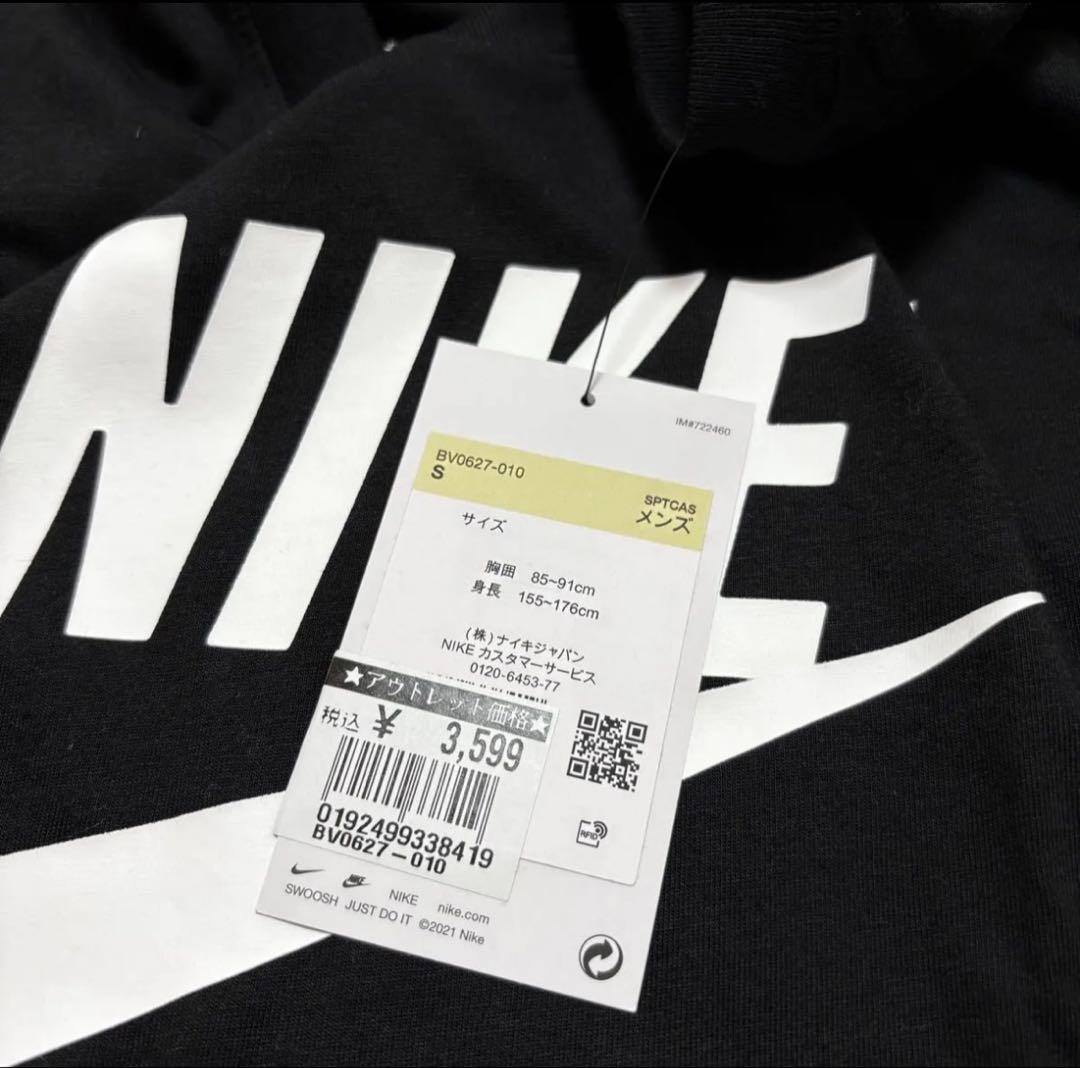 NIKE
IM#722460
BV0627-010
S
SPTCAS
メンズ
サイズ
胸囲 85~91cm
身長 155~176cm
(株)ナイキジャパン
NIKE カスタマーサービス
0120-6453-77
★アウトレット価格★
税込 ¥ 3,599
0192499338419
BV0627-010
RFID
NIKE NIKE nike.com
SWOOSH JUST DO IT ©2021 Nike